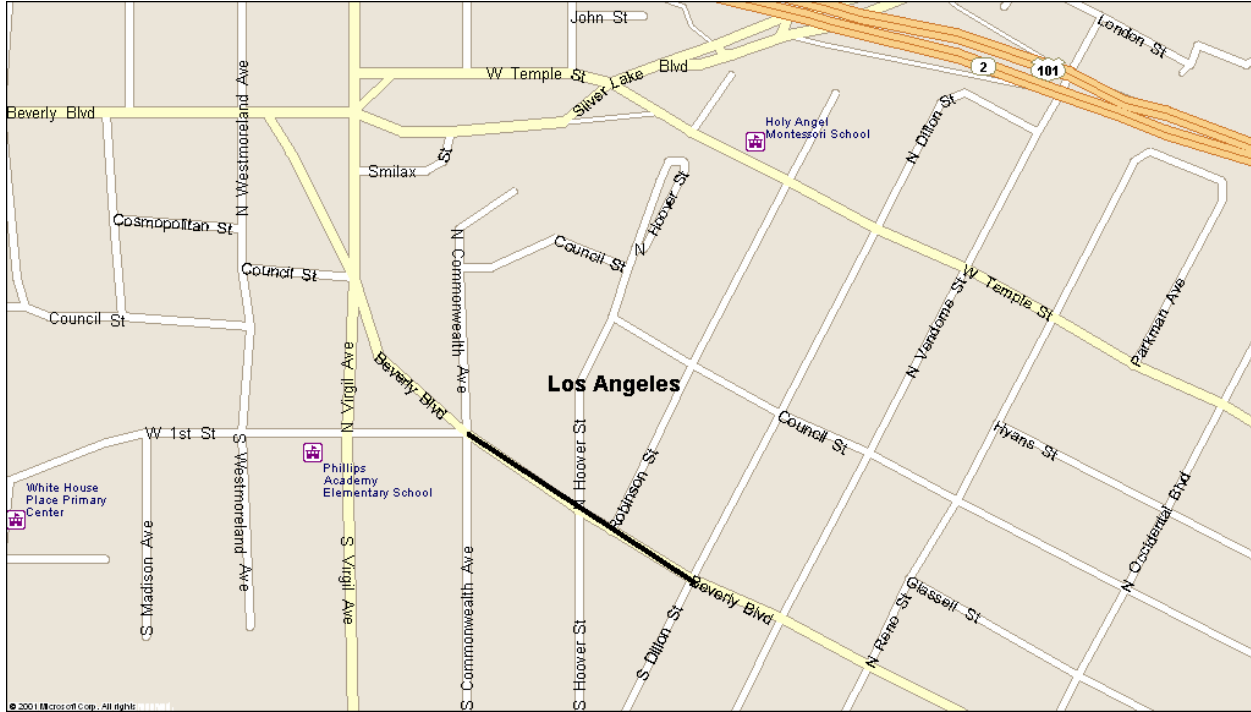 John St
London St
W Temple St
Silver Lake Blvd
2
101
Beverly Blvd
N Westmoreland Ave
Holy Angel
Montessori School
N Dillon St
Smilax St
N Hoover St
Cosmopolitan St
N Commonwealth Ave
Council St
Council St
W Temple St
N Vendome St
Parkman Ave
Council St
N Virgil Ave
Beverly Blvd
Los Angeles
Council St
Hyans St
W 1st St
S Westmoreland Ave
Phillips
Academy
Elementary School
N Hoover St
Robinson St
White House
Place Primary
Center
N Occidental Blvd
S Madison Ave
S Virgil Ave
S Commonwealth Ave
Beverly Blvd
Glassell St
N Reno St
S Hoover St
S Dillon St
© 2001 Microsoft Corp. All rights